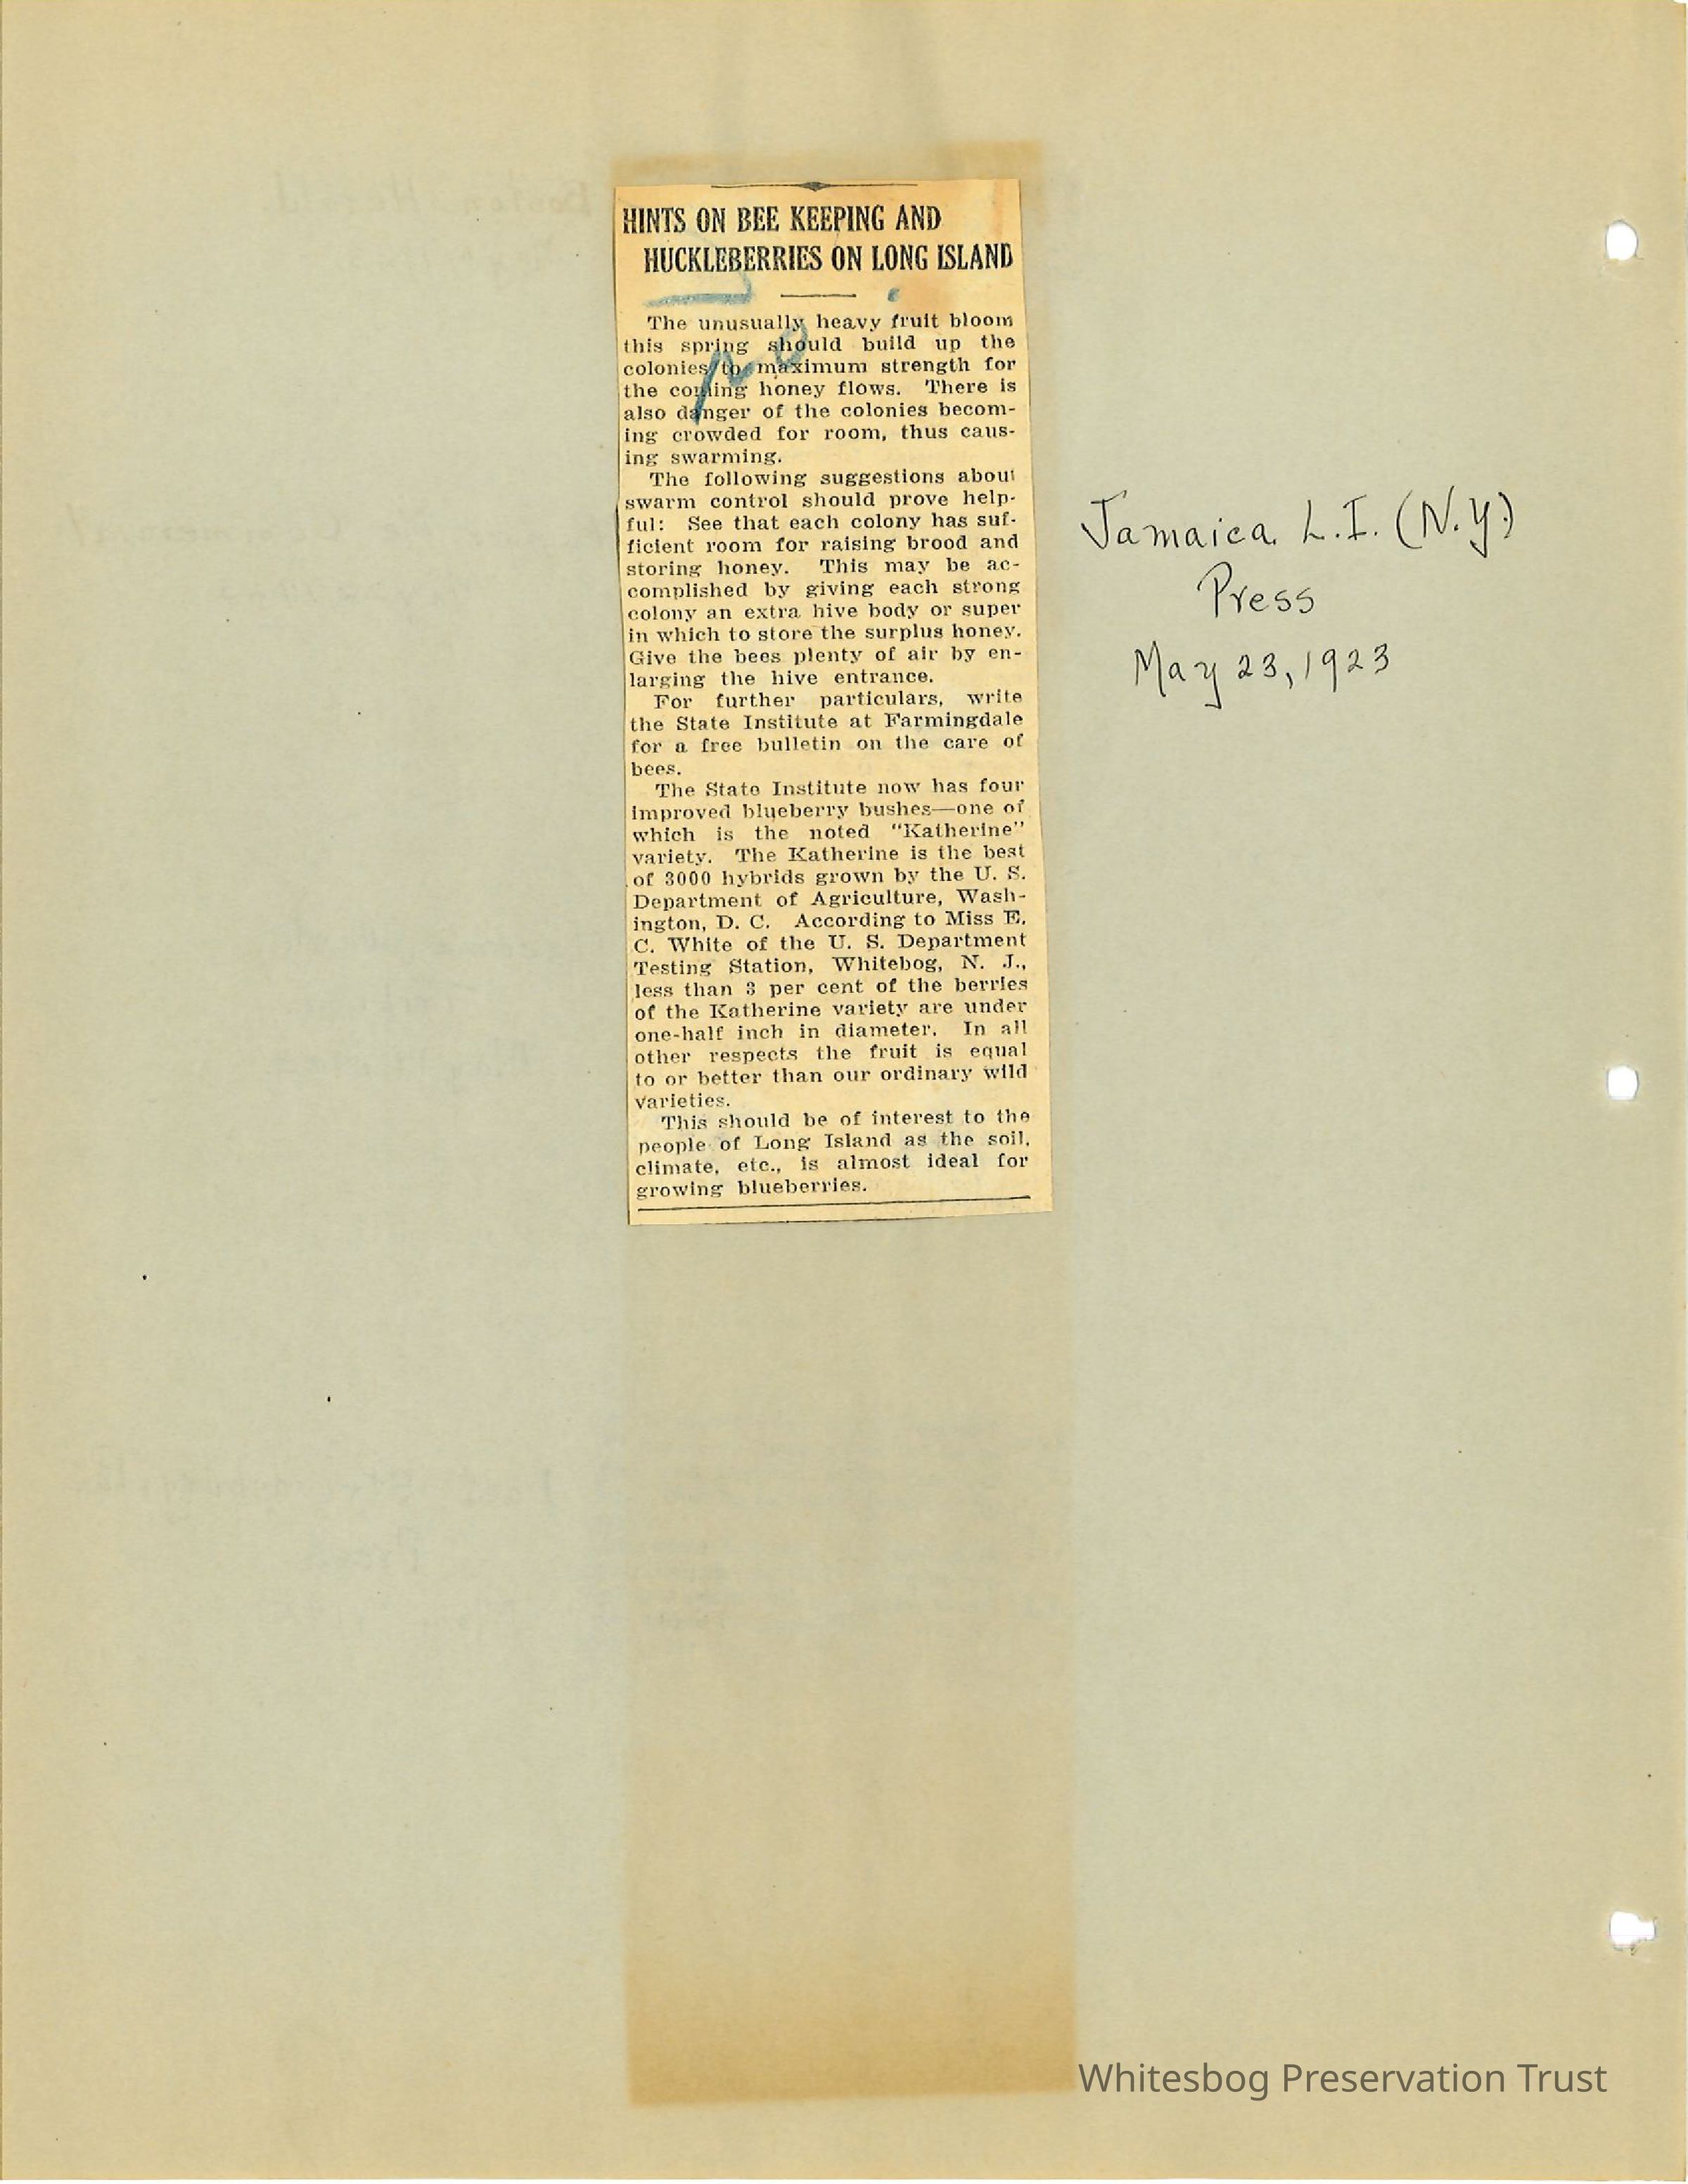 HINTS ON BEE KEEPING AND
HUCKLEBERRIES ON LONG ISLAND
The unusually heavy fruit bloom
this spring should build up the
colonies to maximum strength for
the coming honey flows. There is
also danger of the colonies becom-
ing crowded for room, thus caus-
ing swarming.
The following suggestions about
swarm control should prove help-
ful: See that each colony has suf-
ficient room for raising brood and
storing honey. This may be ac-
complished by giving each strong
colony an extra hive body or super
in which to store the surplus honey.
Give the bees plenty of air by en-
larging the hive entrance.
For further particulars, write
the State Institute at Farmingdale
for a free bulletin on the care of
bees.
The State Institute now has four
improved blueberry bushes—one of
which is the noted "Katherine"
variety. The Katherine is the best
of 3000 hybrids grown by the U. S.
Department of Agriculture, Wash-
ington, D. C. According to Miss E.
C. White of the U. S. Department
Testing Station, Whitebog, N. J.,
less than 3 per cent of the berries
of the Katherine variety are under
one-half inch in diameter. In all
other respects the fruit is equal
to or better than our ordinary wild
varieties.
This should be of interest to the
people of Long Island as the soil,
climate, etc., is almost ideal for
growing blueberries.
Jamaica L.I. (N.Y.)
Press
May 23, 1923
Whitesbog Preservation Trust